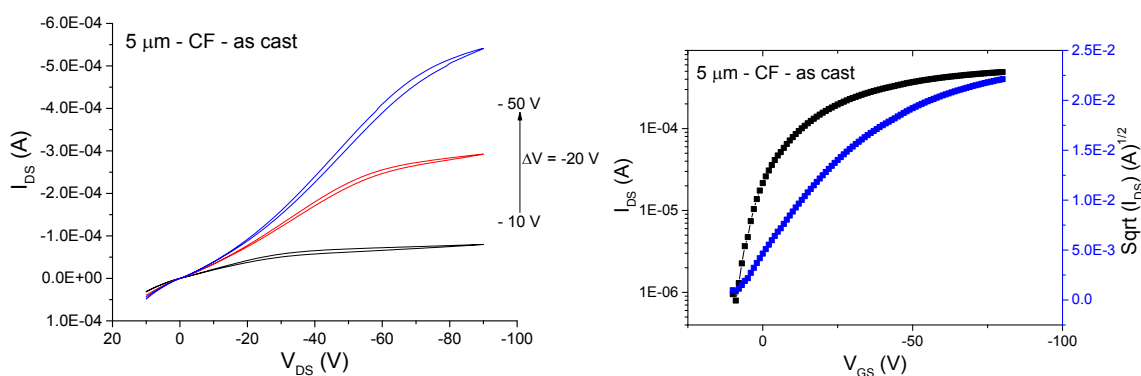 5 μm - CF - as cast
-6.0E-04
-5.0E-04
-4.0E-04
-3.0E-04
-2.0E-04
-1.0E-04
0.0E+00
1.0E-04
I_DS (A)
20 0 -20 -40 -60 -80 -100
V_DS (V)
- 50 V
ΔV = -20 V
- 10 V
5 μm - CF - as cast
1E-04
1E-05
1E-06
I_DS (A)
0 -50 -100
V_GS (V)
2.5E-2
2.0E-2
1.5E-2
1.0E-2
5.0E-3
0.0
Sqrt (I_DS) (A)^1/2